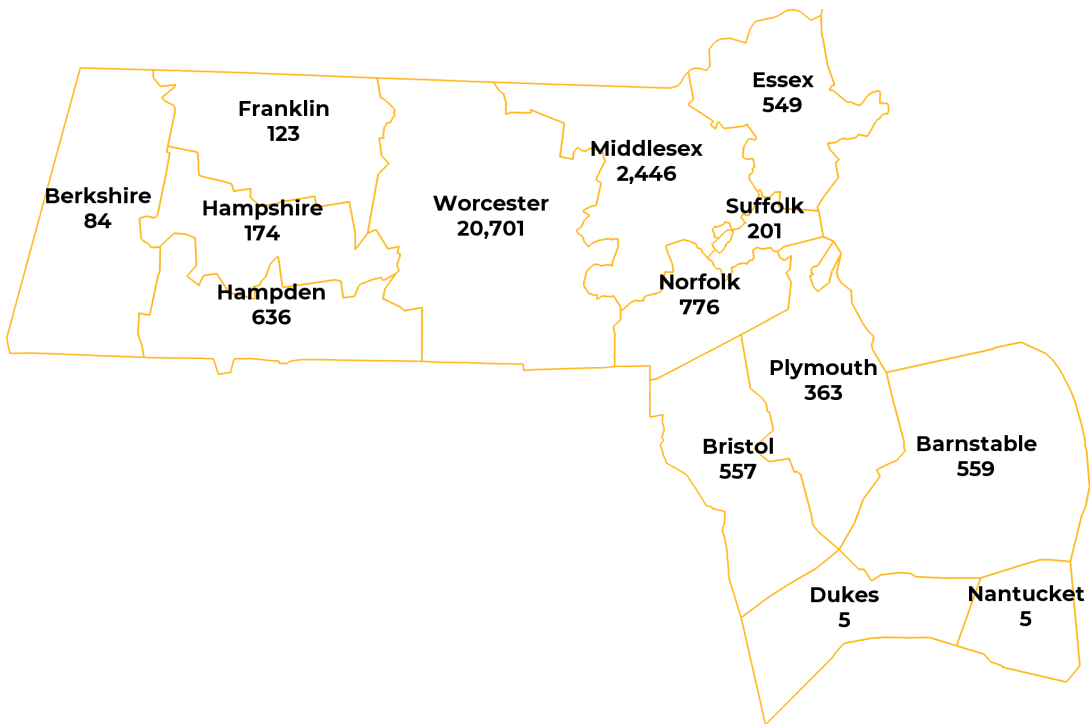 Essex
549
Franklin
123
Middlesex
2,446
Berkshire
84
Hampshire
174
Worcester
20,701
Suffolk
201
Hampden
636
Norfolk
776
Plymouth
363
Bristol
557
Barnstable
559
Dukes
5
Nantucket
5